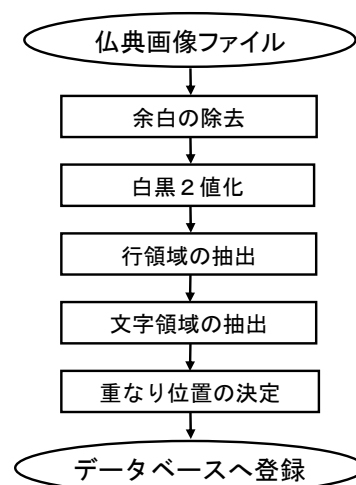 仏典画像ファイル
余白の除去
白黒２値化
行領域の抽出
文字領域の抽出
重なり位置の決定
データベースへ登録